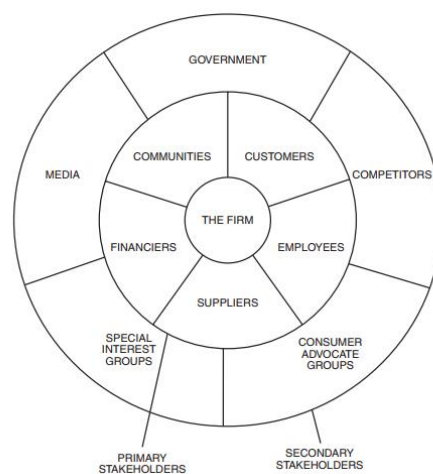 GOVERNMENT
COMMUNITIES
CUSTOMERS
MEDIA
COMPETITORS
THE FIRM
FINANCIERS
EMPLOYEES
SUPPLIERS
SPECIAL
INTEREST
GROUPS
CONSUMER
ADVOCATE
GROUPS
PRIMARY
STAKEHOLDERS
SECONDARY
STAKEHOLDERS